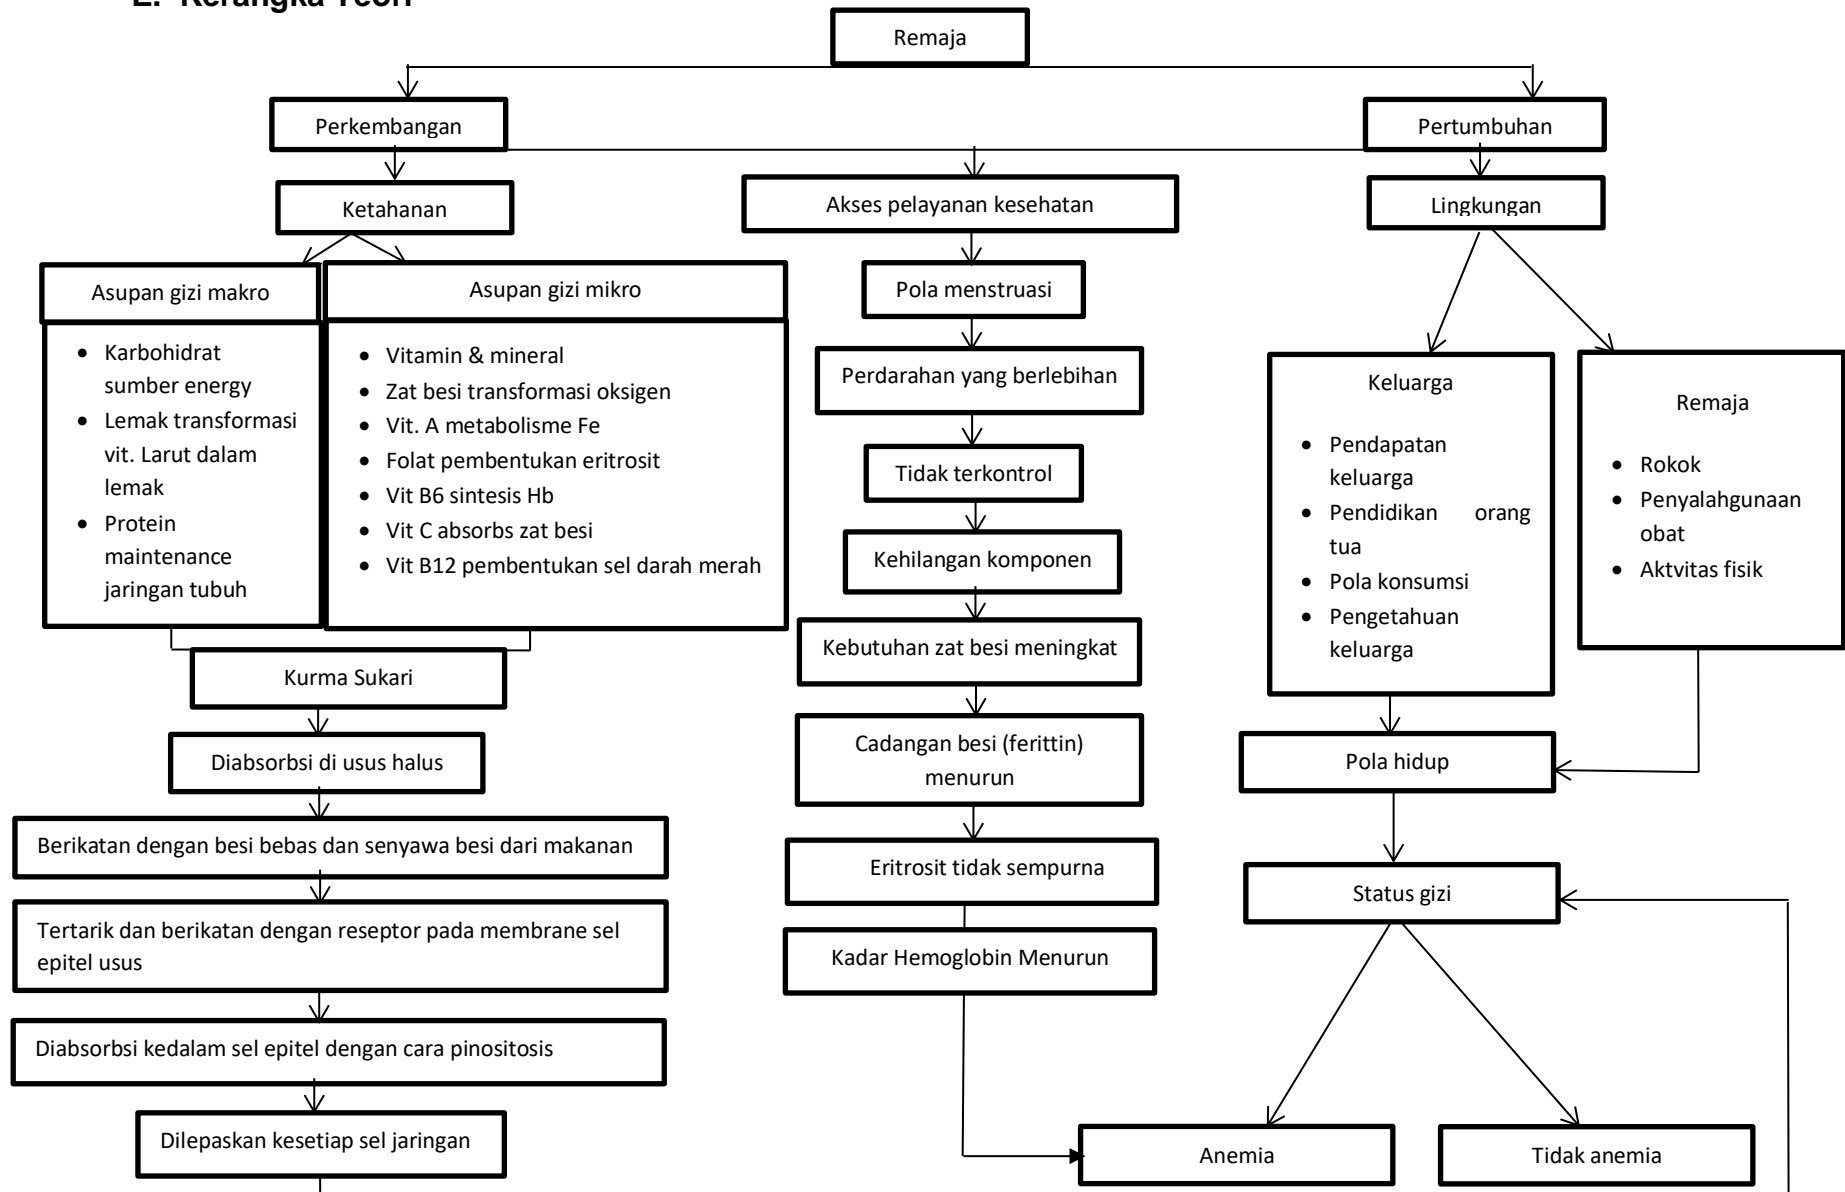 E. Kerangka Teori
Remaja
Perkembangan
Pertumbuhan
Ketahanan
Akses pelayanan kesehatan
Lingkungan
Asupan gizi makro
Asupan gizi mikro
• Karbohidrat
sumber energy
• Lemak transformasi
vit. Larut dalam
lemak
• Protein
maintenance
jaringan tubuh
• Vitamin & mineral
• Zat besi transformasi oksigen
• Vit. A metabolisme Fe
• Folat pembentukan eritrosit
• Vit B6 sintesis Hb
• Vit C absorbs zat besi
• Vit B12 pembentukan sel darah merah
Kurma Sukari
Diabsorbsi di usus halus
Berikatan dengan besi bebas dan senyawa besi dari makanan
Tertarik dan berikatan dengan reseptor pada membrane sel
epitel usus
Diabsorbsi kedalam sel epitel dengan cara pinositosis
Dilepaskan kesetiap sel jaringan
Pola menstruasi
Perdarahan yang berlebihan
Tidak terkontrol
Kehilangan komponen
Kebutuhan zat besi meningkat
Cadangan besi (ferittin)
menurun
Eritrosit tidak sempurna
Kadar Hemoglobin Menurun
Keluarga
• Pendapatan
keluarga
• Pendidikan orang
tua
• Pola konsumsi
• Pengetahuan
keluarga
Remaja
• Rokok
• Penyalahgunaan
obat
• Aktvitas fisik
Pola hidup
Status gizi
Anemia
Tidak anemia